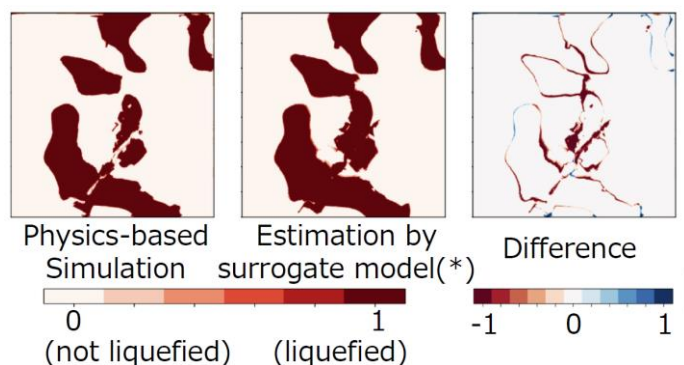 Physics-based
Simulation
Estimation by
surrogate model(*)
Difference
0
1
(not liquefied)
(liquefied)
-1
0
1